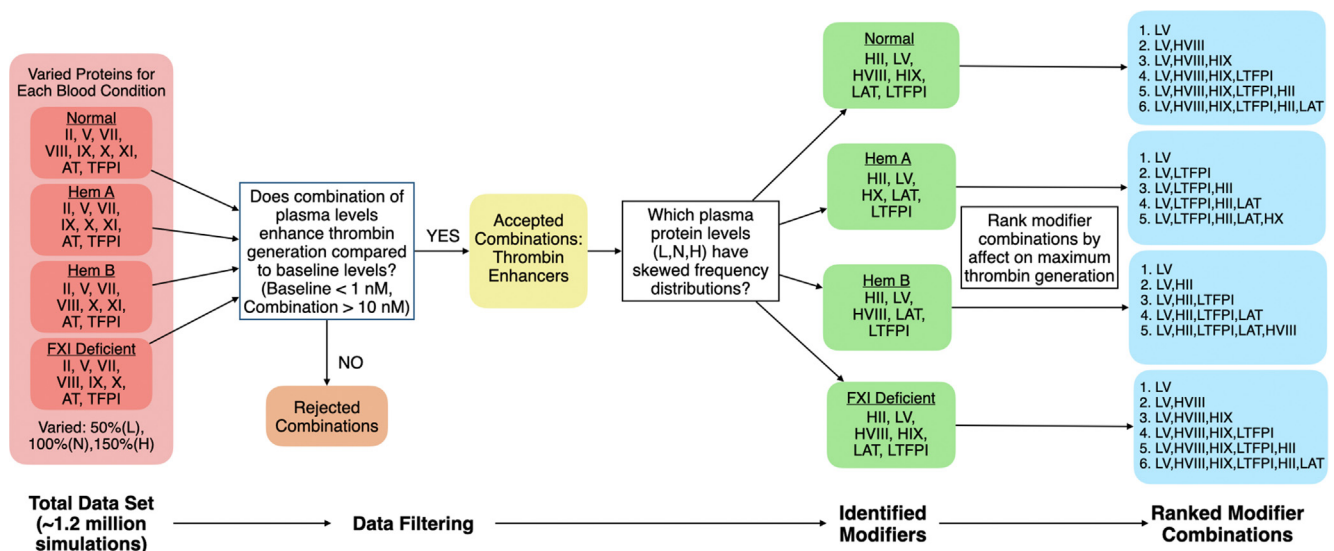 Varied Proteins for
Each Blood Condition
Normal
II, V, VII,
VIII, IX, X, XI,
AT, TFPI
Hem A
II, V, VII,
IX, X, XI,
AT, TFPI
Hem B
II, V, VII,
VIII, X, XI,
AT, TFPI
FXI Deficient
II, V, VII,
VIII, IX, X,
AT, TFPI
Varied: 50%(L),
100%(N),150%(H)
Does combination of
plasma levels
enhance thrombin
generation compared
to baseline levels?
(Baseline < 1 nM,
Combination > 10 nM)
YES
NO
Rejected
Combinations
Accepted
Combinations:
Thrombin
Enhancers
Which plasma
protein levels
(L,N,H) have
skewed frequency
distributions?
Normal
HII, LV,
HVIII, HIX,
LAT, LTFPI
Hem A
HII, LV,
HX, LAT,
LTFPI
Hem B
HII, LV,
HVIII, LAT,
LTFPI
FXI Deficient
HII, LV,
HVIII, HIX,
LAT, LTFPI
Rank modifier
combinations by
affect on maximum
thrombin generation
1. LV
2. LV,HVIII
3. LV,HVIII,HIX
4. LV,HVIII,HIX,LTFPI
5. LV,HVIII,HIX,LTFPI,HII
6. LV,HVIII,HIX,LTFPI,HII,LAT
1. LV
2. LV,LTFPI
3. LV,LTFPI,HII
4. LV,LTFPI,HII,LAT
5. LV,LTFPI,HII,LAT,HX
1. LV
2. LV,HII
3. LV,HII,LTFPI
4. LV,HII,LTFPI,LAT
5. LV,HII,LTFPI,LAT,HVIII
1. LV
2. LV,HVIII
3. LV,HVIII,HIX
4. LV,HVIII,HIX,LTFPI
5. LV,HVIII,HIX,LTFPI,HII
6. LV,HVIII,HIX,LTFPI,HII,LAT
Total Data Set
(~1.2 million
simulations)
Data Filtering
Identified
Modifiers
Ranked Modifier
Combinations